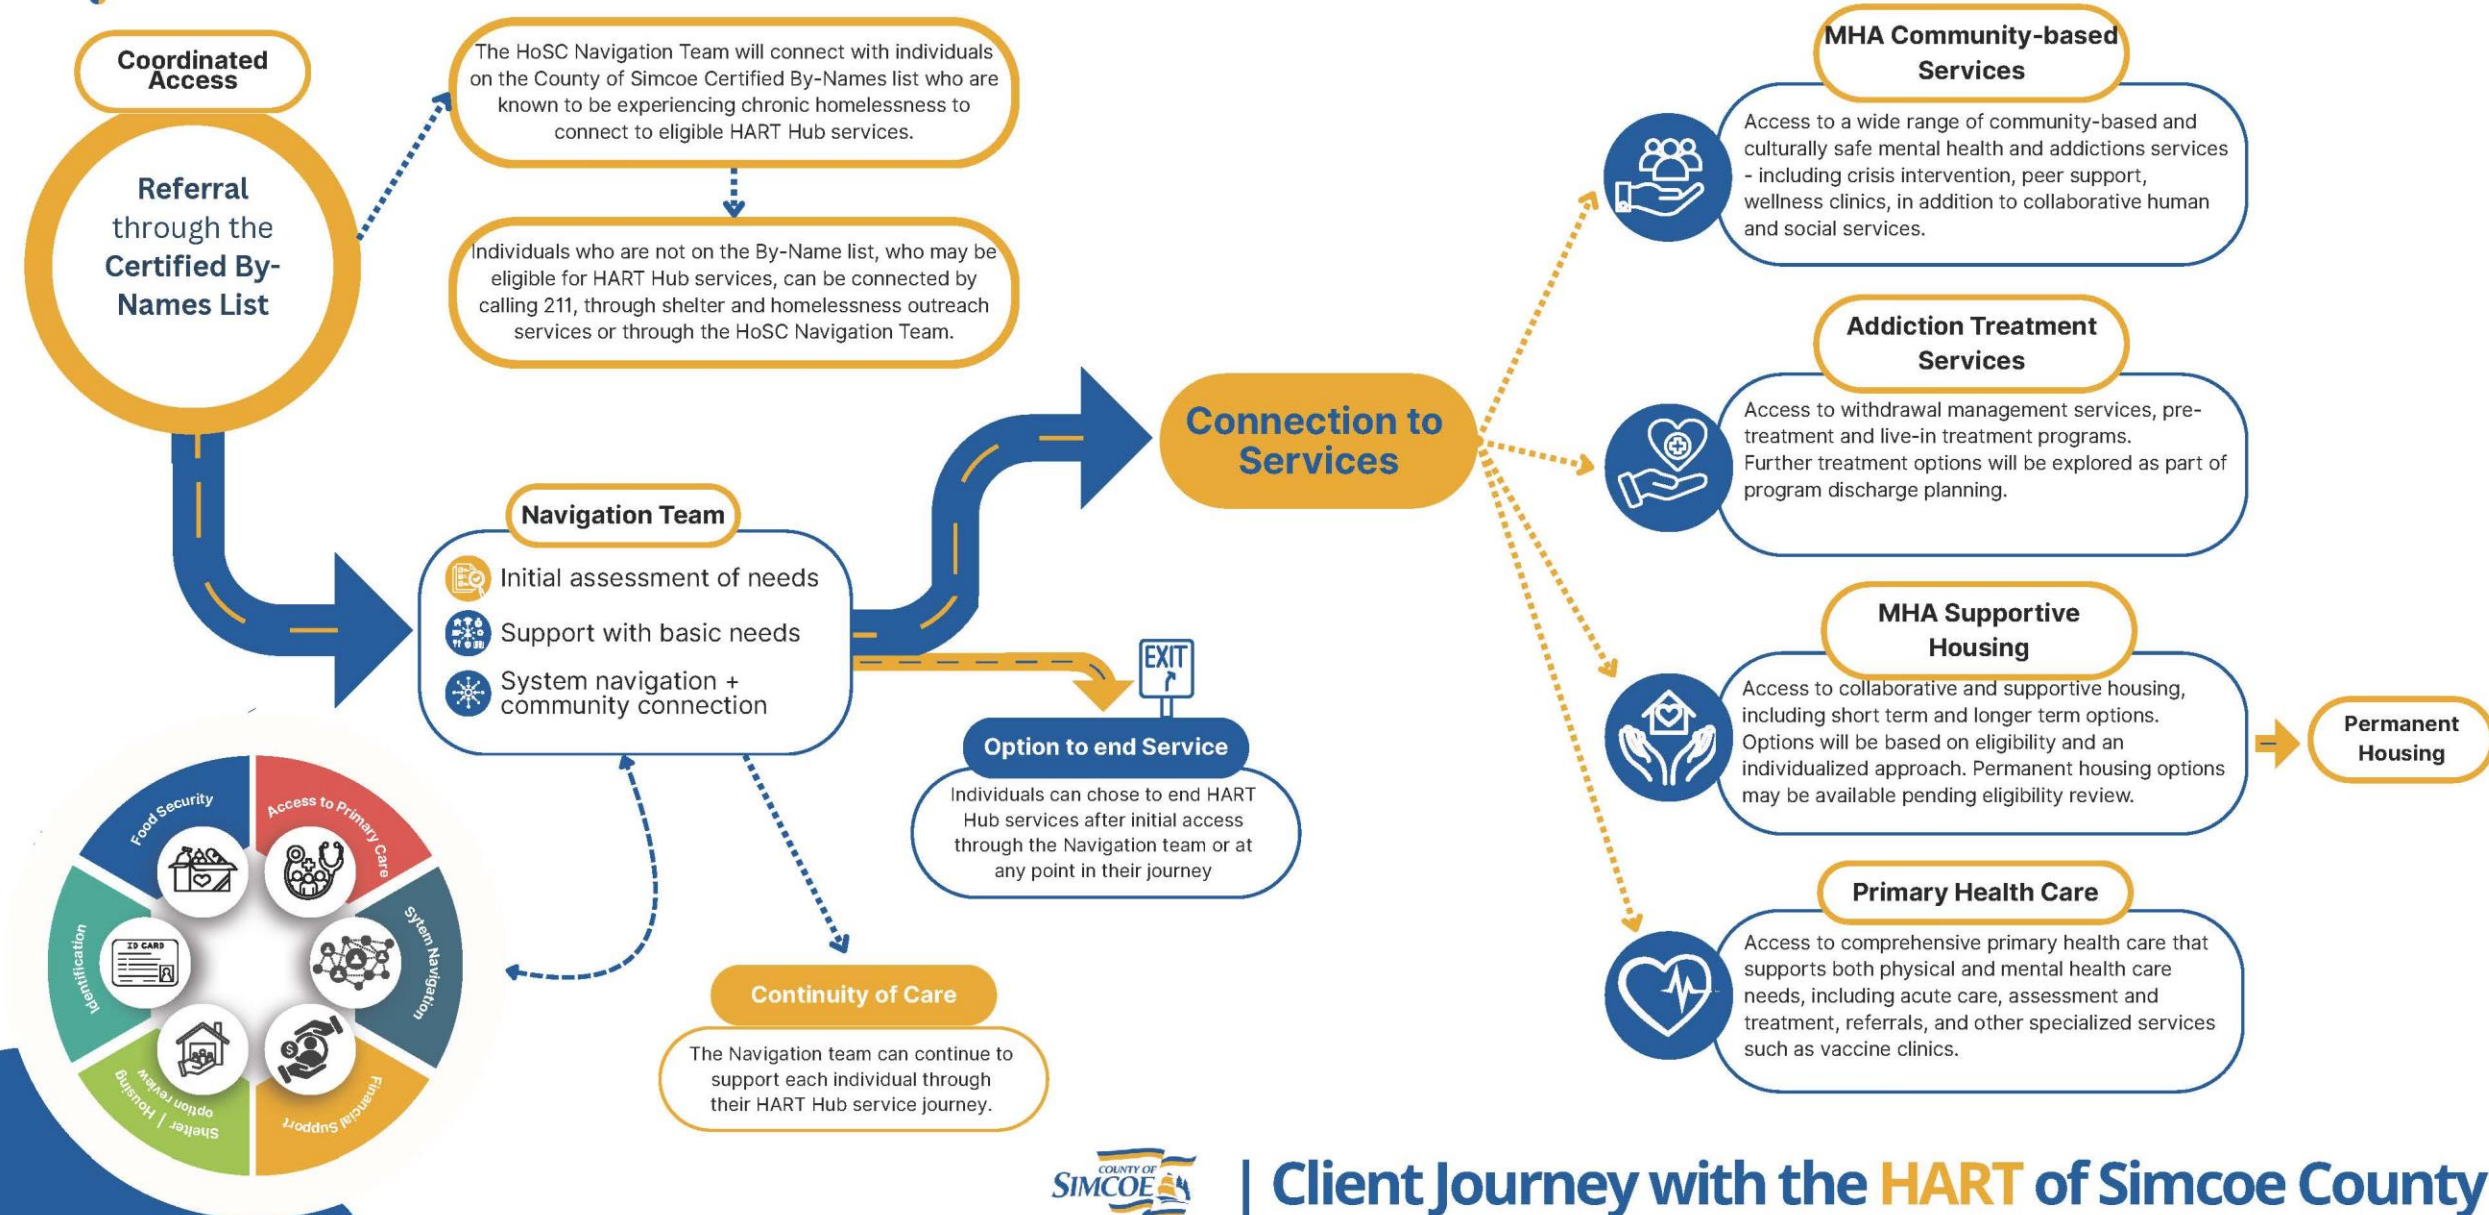 Coordinated
Access
Referral
through the
Certified By-
Names List
The HoSC Navigation Team will connect with individuals
on the County of Simcoe Certified By-Names list who are
known to be experiencing chronic homelessness to
connect to eligible HART Hub services.
Individuals who are not on the By-Name list, who may be
eligible for HART Hub services, can be connected by
calling 211, through shelter and homelessness outreach
services or through the HoSC Navigation Team.
Navigation Team
Initial assessment of needs
Support with basic needs
System navigation +
community connection
Connection to
Services
EXIT
Option to end Service
Individuals can chose to end HART
Hub services after initial access
through the Navigation team or at
any point in their journey
Continuity of Care
The Navigation team can continue to
support each individual through
their HART Hub service journey.
Food Security
Access to Primary Care
Sytem Navigation
Financial Support
Shelter | Housing
option review
Identification
ID CARD
MHA Community-based
Services
Access to a wide range of community-based and
culturally safe mental health and addictions services
- including crisis intervention, peer support,
wellness clinics, in addition to collaborative human
and social services.
Addiction Treatment
Services
Access to withdrawal management services, pre-
treatment and live-in treatment programs.
Further treatment options will be explored as part of
program discharge planning.
MHA Supportive
Housing
Access to collaborative and supportive housing,
including short term and longer term options.
Options will be based on eligibility and an
individualized approach. Permanent housing options
may be available pending eligibility review.
Permanent
Housing
Primary Health Care
Access to comprehensive primary health care that
supports both physical and mental health care
needs, including acute care, assessment and
treatment, referrals, and other specialized services
such as vaccine clinics.
COUNTY OF
SIMCOE
| Client Journey with the HART of Simcoe County